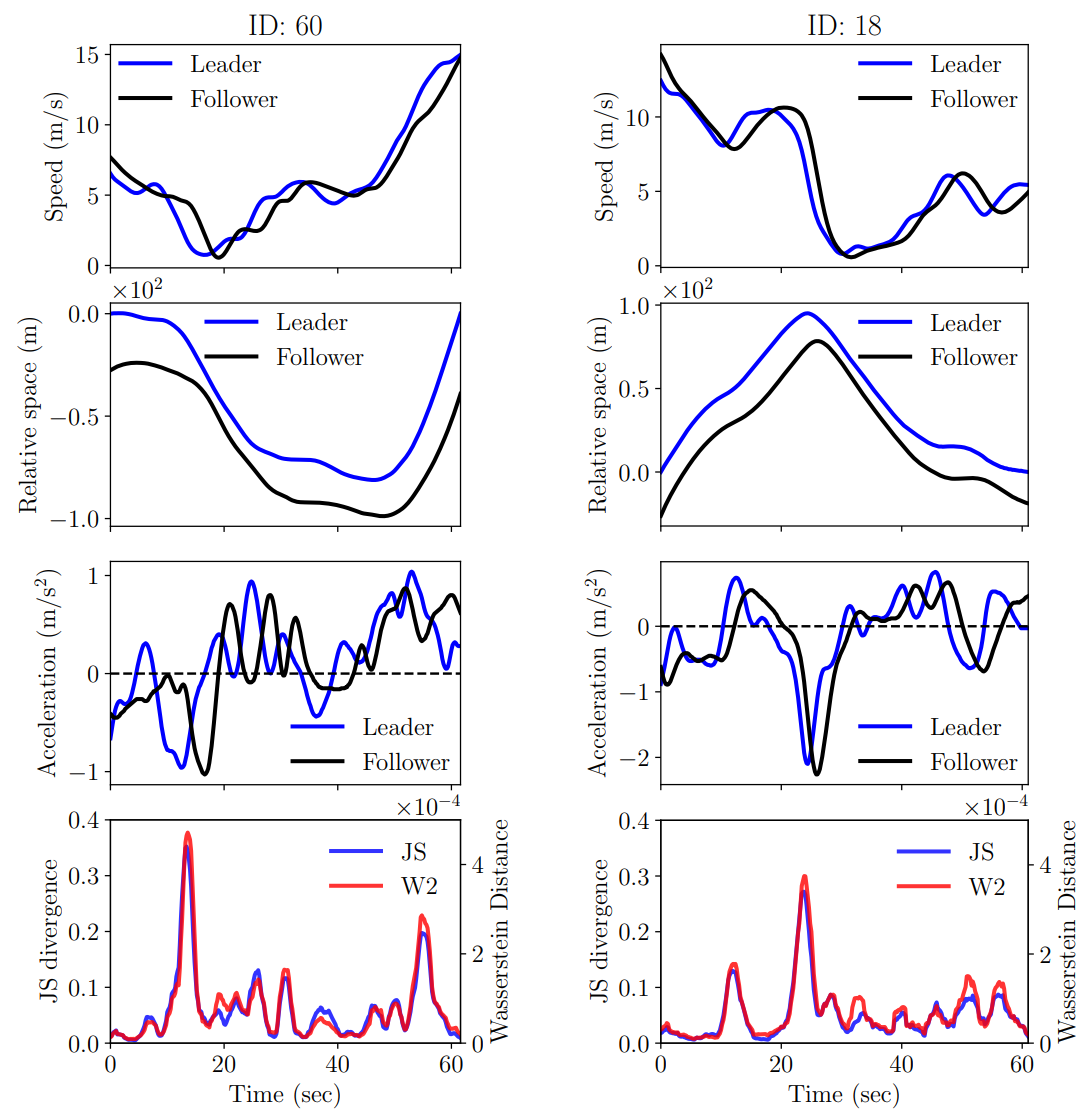 ID: 60
15
10
5
0
Speed (m/s)
Leader
Follower
ID: 18
10
5
0
Speed (m/s)
Leader
Follower
×10²
0.0
−0.5
−1.0
Relative space (m)
Leader
Follower
×10²
1.0
0.5
0.0
Relative space (m)
Leader
Follower
1
0
−1
Acceleration (m/s²)
Leader
Follower
0
−1
−2
Acceleration (m/s²)
Leader
Follower
×10⁻⁴
0.4
0.3
0.2
0.1
0.0
JS divergence
JS
W2
4
2
0
Wasserstein Distance
0 20 40 60
Time (sec)
×10⁻⁴
0.4
0.3
0.2
0.1
0.0
JS divergence
JS
W2
4
2
0
Wasserstein Distance
0 20 40 60
Time (sec)